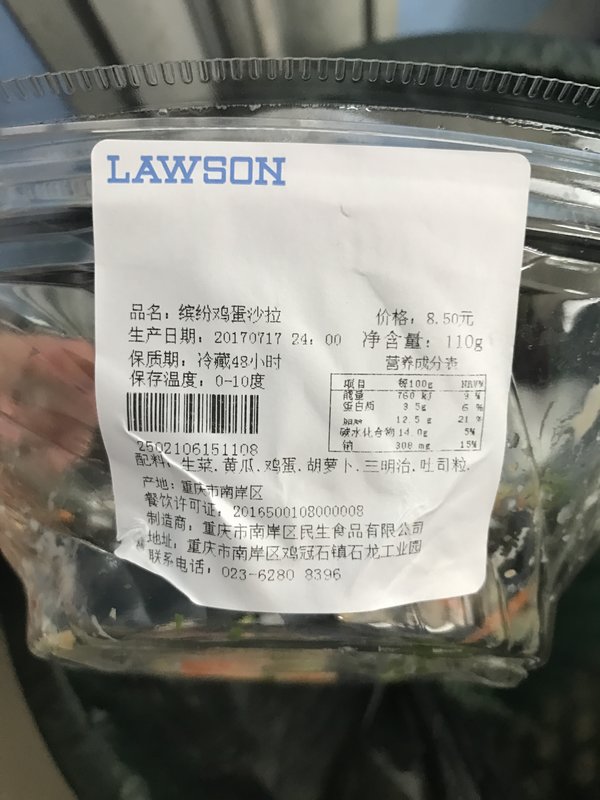 LAWSON
品名：缤纷鸡蛋沙拉 价格：8.50元
生产日期：20170717 24：00 净含量：110g
保质期：冷藏48小时 营养成分表
保存温度：0-10度
项目 每100g NRV%
能量 760 kJ 9 %
蛋白质 3.5g 6 %
脂肪 12.5 g 21 %
碳水化合物 14.0g 5%
钠 308 mg 15%
2502106151108
配料：生菜.黄瓜.鸡蛋.胡萝卜.三明治.吐司粒.
产地：重庆市南岸区
餐饮许可证：2016500108000008
制造商：重庆市南岸区民生食品有限公司
地址：重庆市南岸区鸡冠石镇石龙工业园
联系电话：023-6280 8396